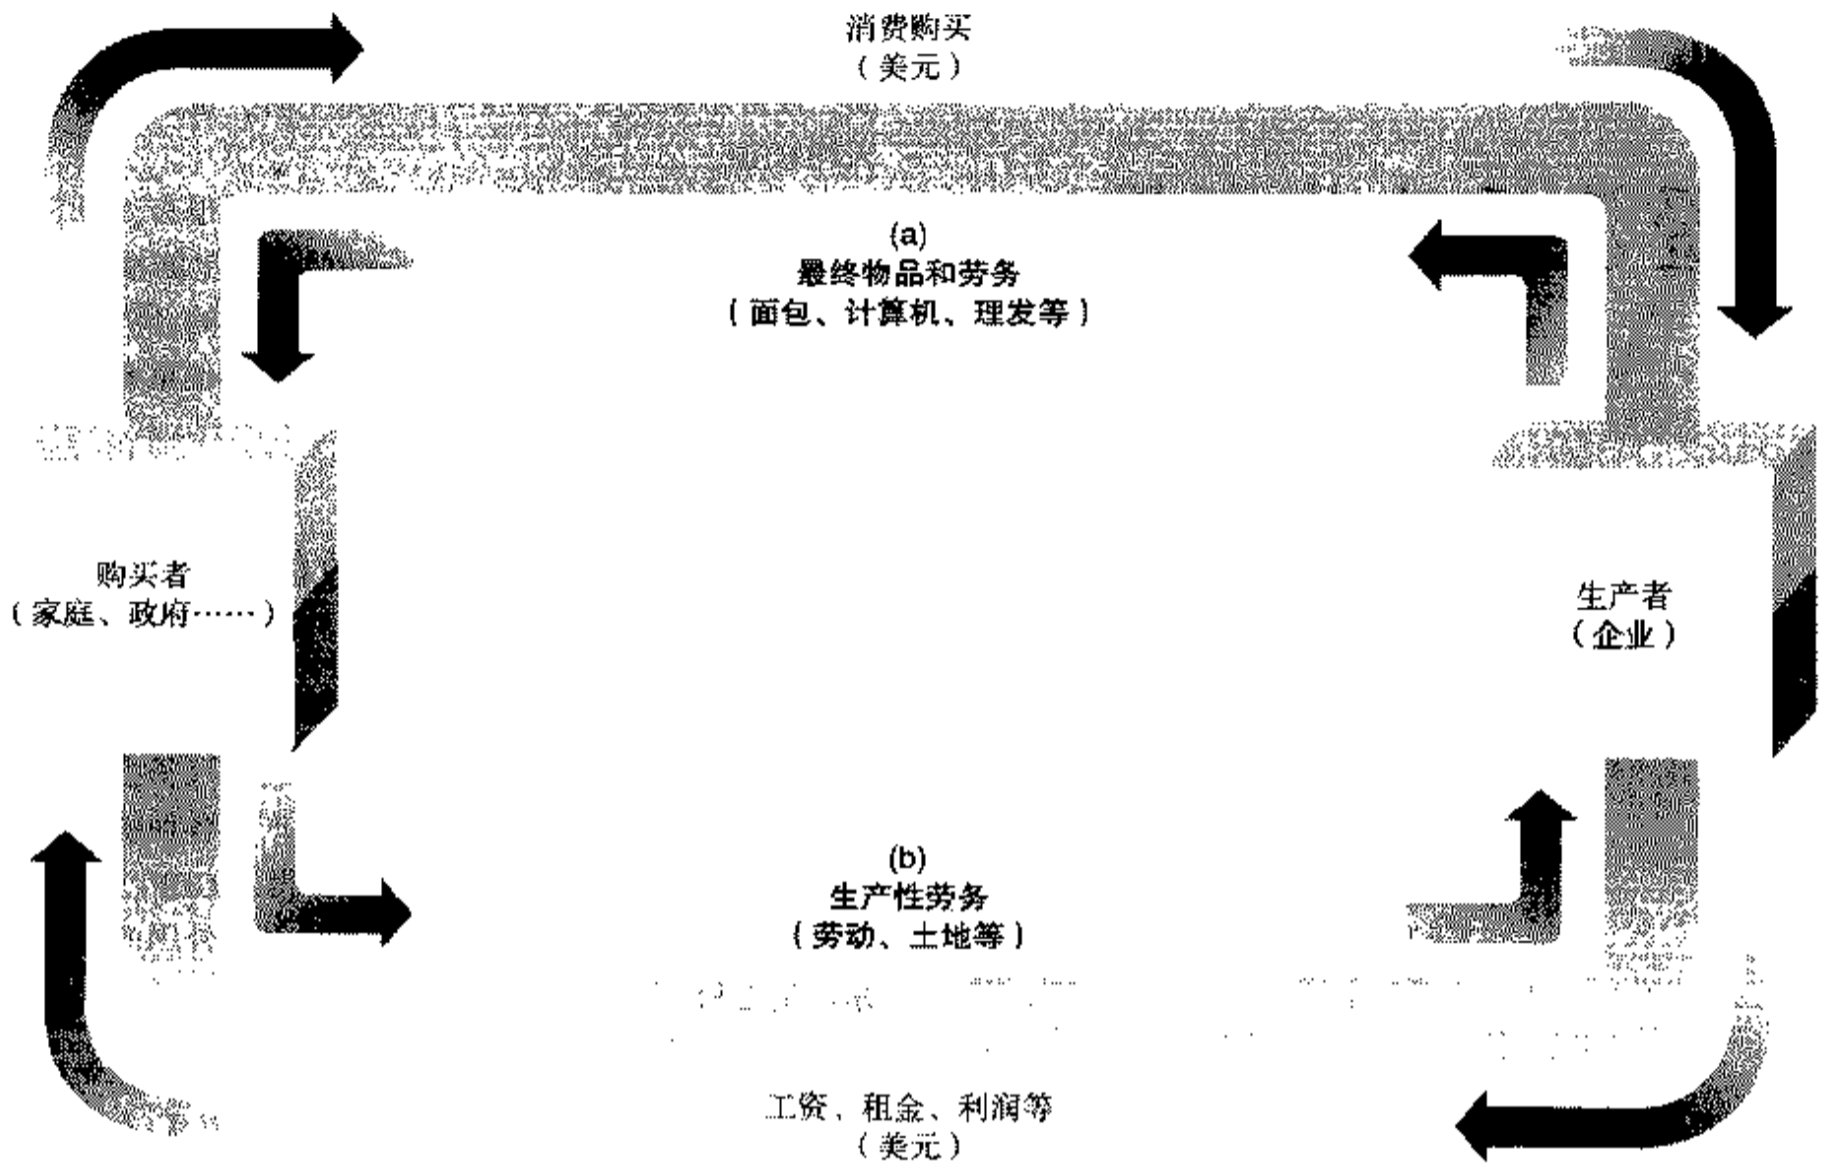 消费购买
（美元）
(a)
最终物品和劳务
（面包、计算机、理发等）
购买者
（家庭、政府……）
生产者
（企业）
(b)
生产性劳务
（劳动、土地等）
工资、租金、利润等
（美元）